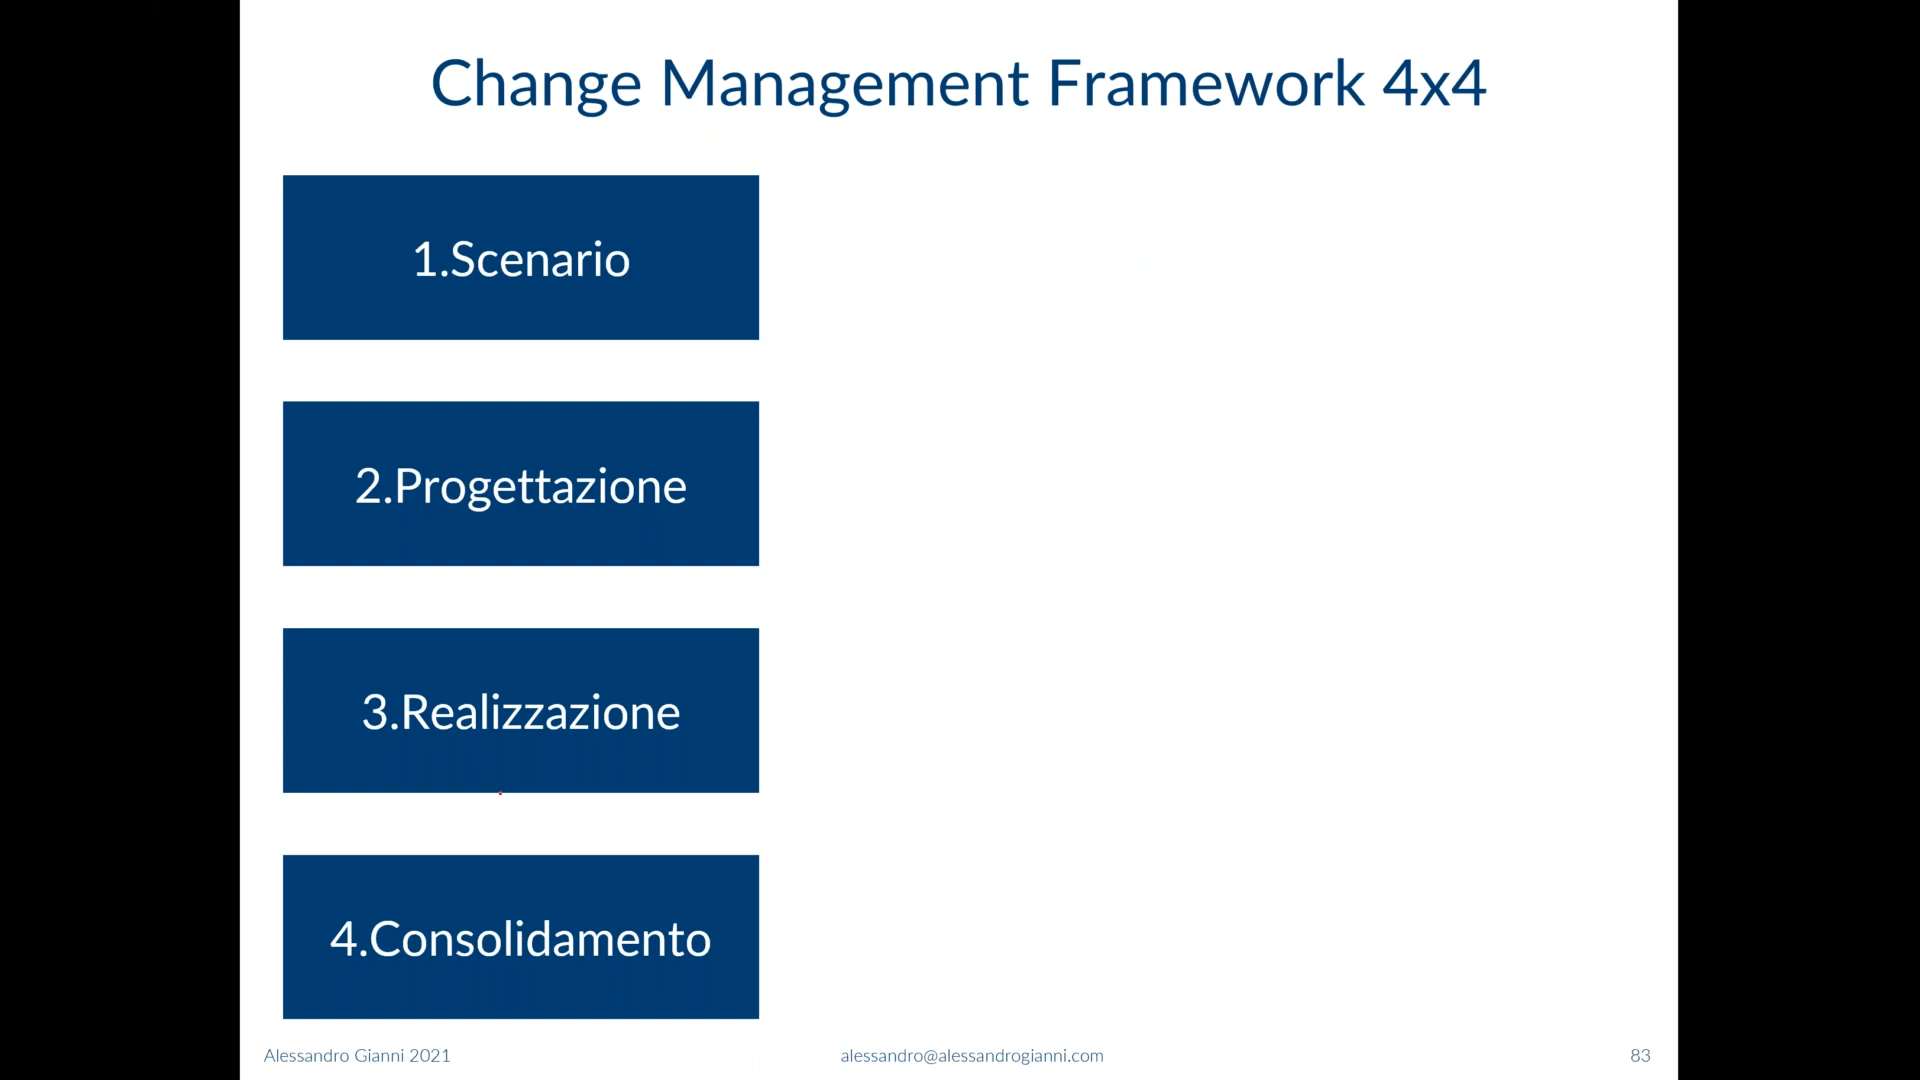 Change Management Framework 4x4
1.Scenario
2.Progettazione
3.Realizzazione
4.Consolidamento
Alessandro Gianni 2021
alessandro@alessandrogianni.com
83